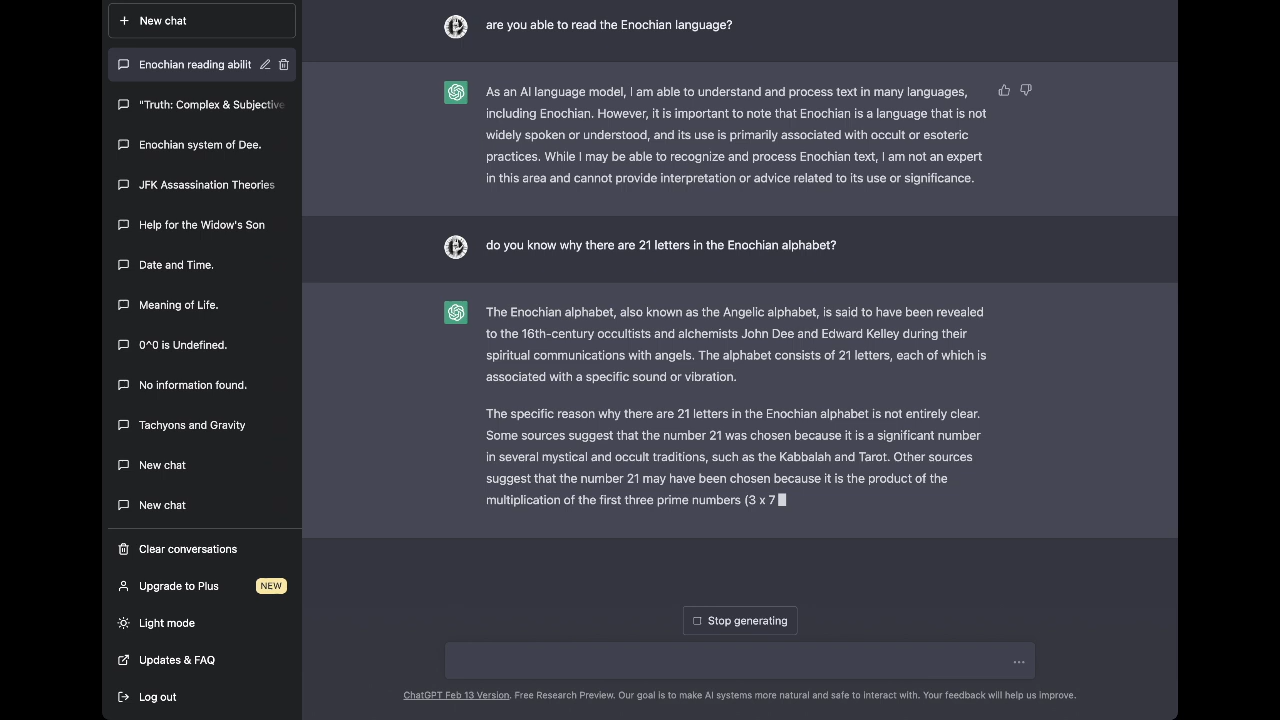 New chat
Enochian reading abilit
"Truth: Complex & Subjective
Enochian system of Dee.
JFK Assassination Theories
Help for the Widow's Son
Date and Time.
Meaning of Life.
0^0 is Undefined.
No information found.
Tachyons and Gravity
New chat
New chat
Clear conversations
Upgrade to Plus NEW
Light mode
Updates & FAQ
Log out
are you able to read the Enochian language?
As an AI language model, I am able to understand and process text in many languages,
including Enochian. However, it is important to note that Enochian is a language that is not
widely spoken or understood, and its use is primarily associated with occult or esoteric
practices. While I may be able to recognize and process Enochian text, I am not an expert
in this area and cannot provide interpretation or advice related to its use or significance.
do you know why there are 21 letters in the Enochian alphabet?
The Enochian alphabet, also known as the Angelic alphabet, is said to have been revealed
to the 16th-century occultists and alchemists John Dee and Edward Kelley during their
spiritual communications with angels. The alphabet consists of 21 letters, each of which is
associated with a specific sound or vibration.
The specific reason why there are 21 letters in the Enochian alphabet is not entirely clear.
Some sources suggest that the number 21 was chosen because it is a significant number
in several mystical and occult traditions, such as the Kabbalah and Tarot. Other sources
suggest that the number 21 may have been chosen because it is the product of the
multiplication of the first three prime numbers (3 x 7
Stop generating
ChatGPT Feb 13 Version. Free Research Preview. Our goal is to make AI systems more natural and safe to interact with. Your feedback will help us improve.